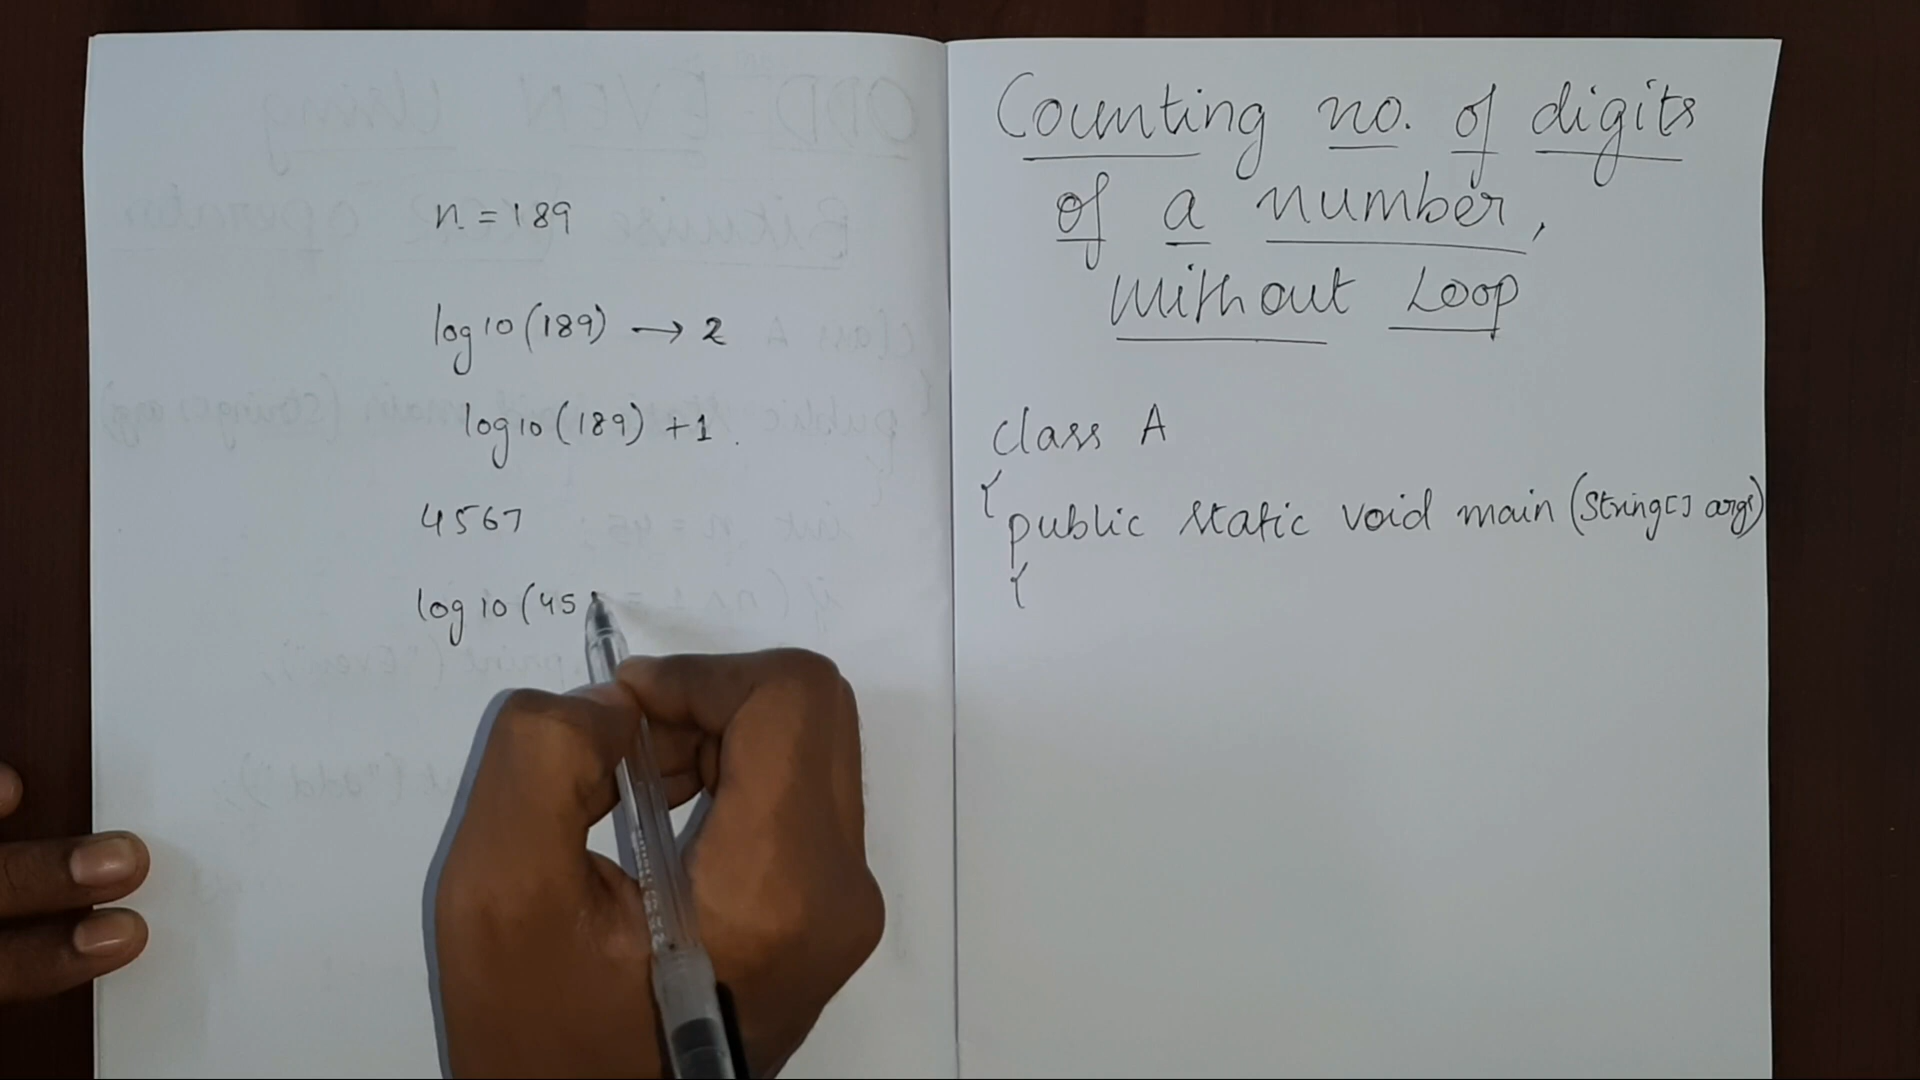 n = 189
log10(189) → 2
log10(189) +1.
4567
log10(45
Counting no. of digits
of a number,
without Loop
class A
{
public static void main(String[] args)
{